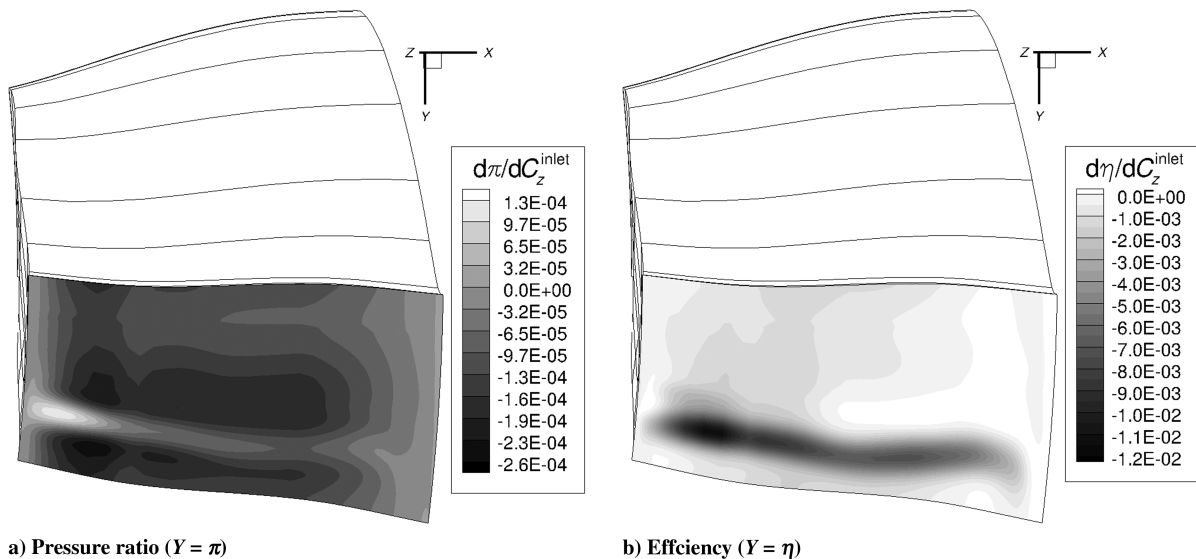 Z X
Y
dπ/dC_z^inlet
1.3E-04
9.7E-05
6.5E-05
3.2E-05
0.0E+00
-3.2E-05
-6.5E-05
-9.7E-05
-1.3E-04
-1.6E-04
-1.9E-04
-2.3E-04
-2.6E-04
a) Pressure ratio (Y = π)
Z X
Y
dη/dC_z^inlet
0.0E+00
-1.0E-03
-2.0E-03
-3.0E-03
-4.0E-03
-5.0E-03
-6.0E-03
-7.0E-03
-8.0E-03
-9.0E-03
-1.0E-02
-1.1E-02
-1.2E-02
b) Effciency (Y = η)